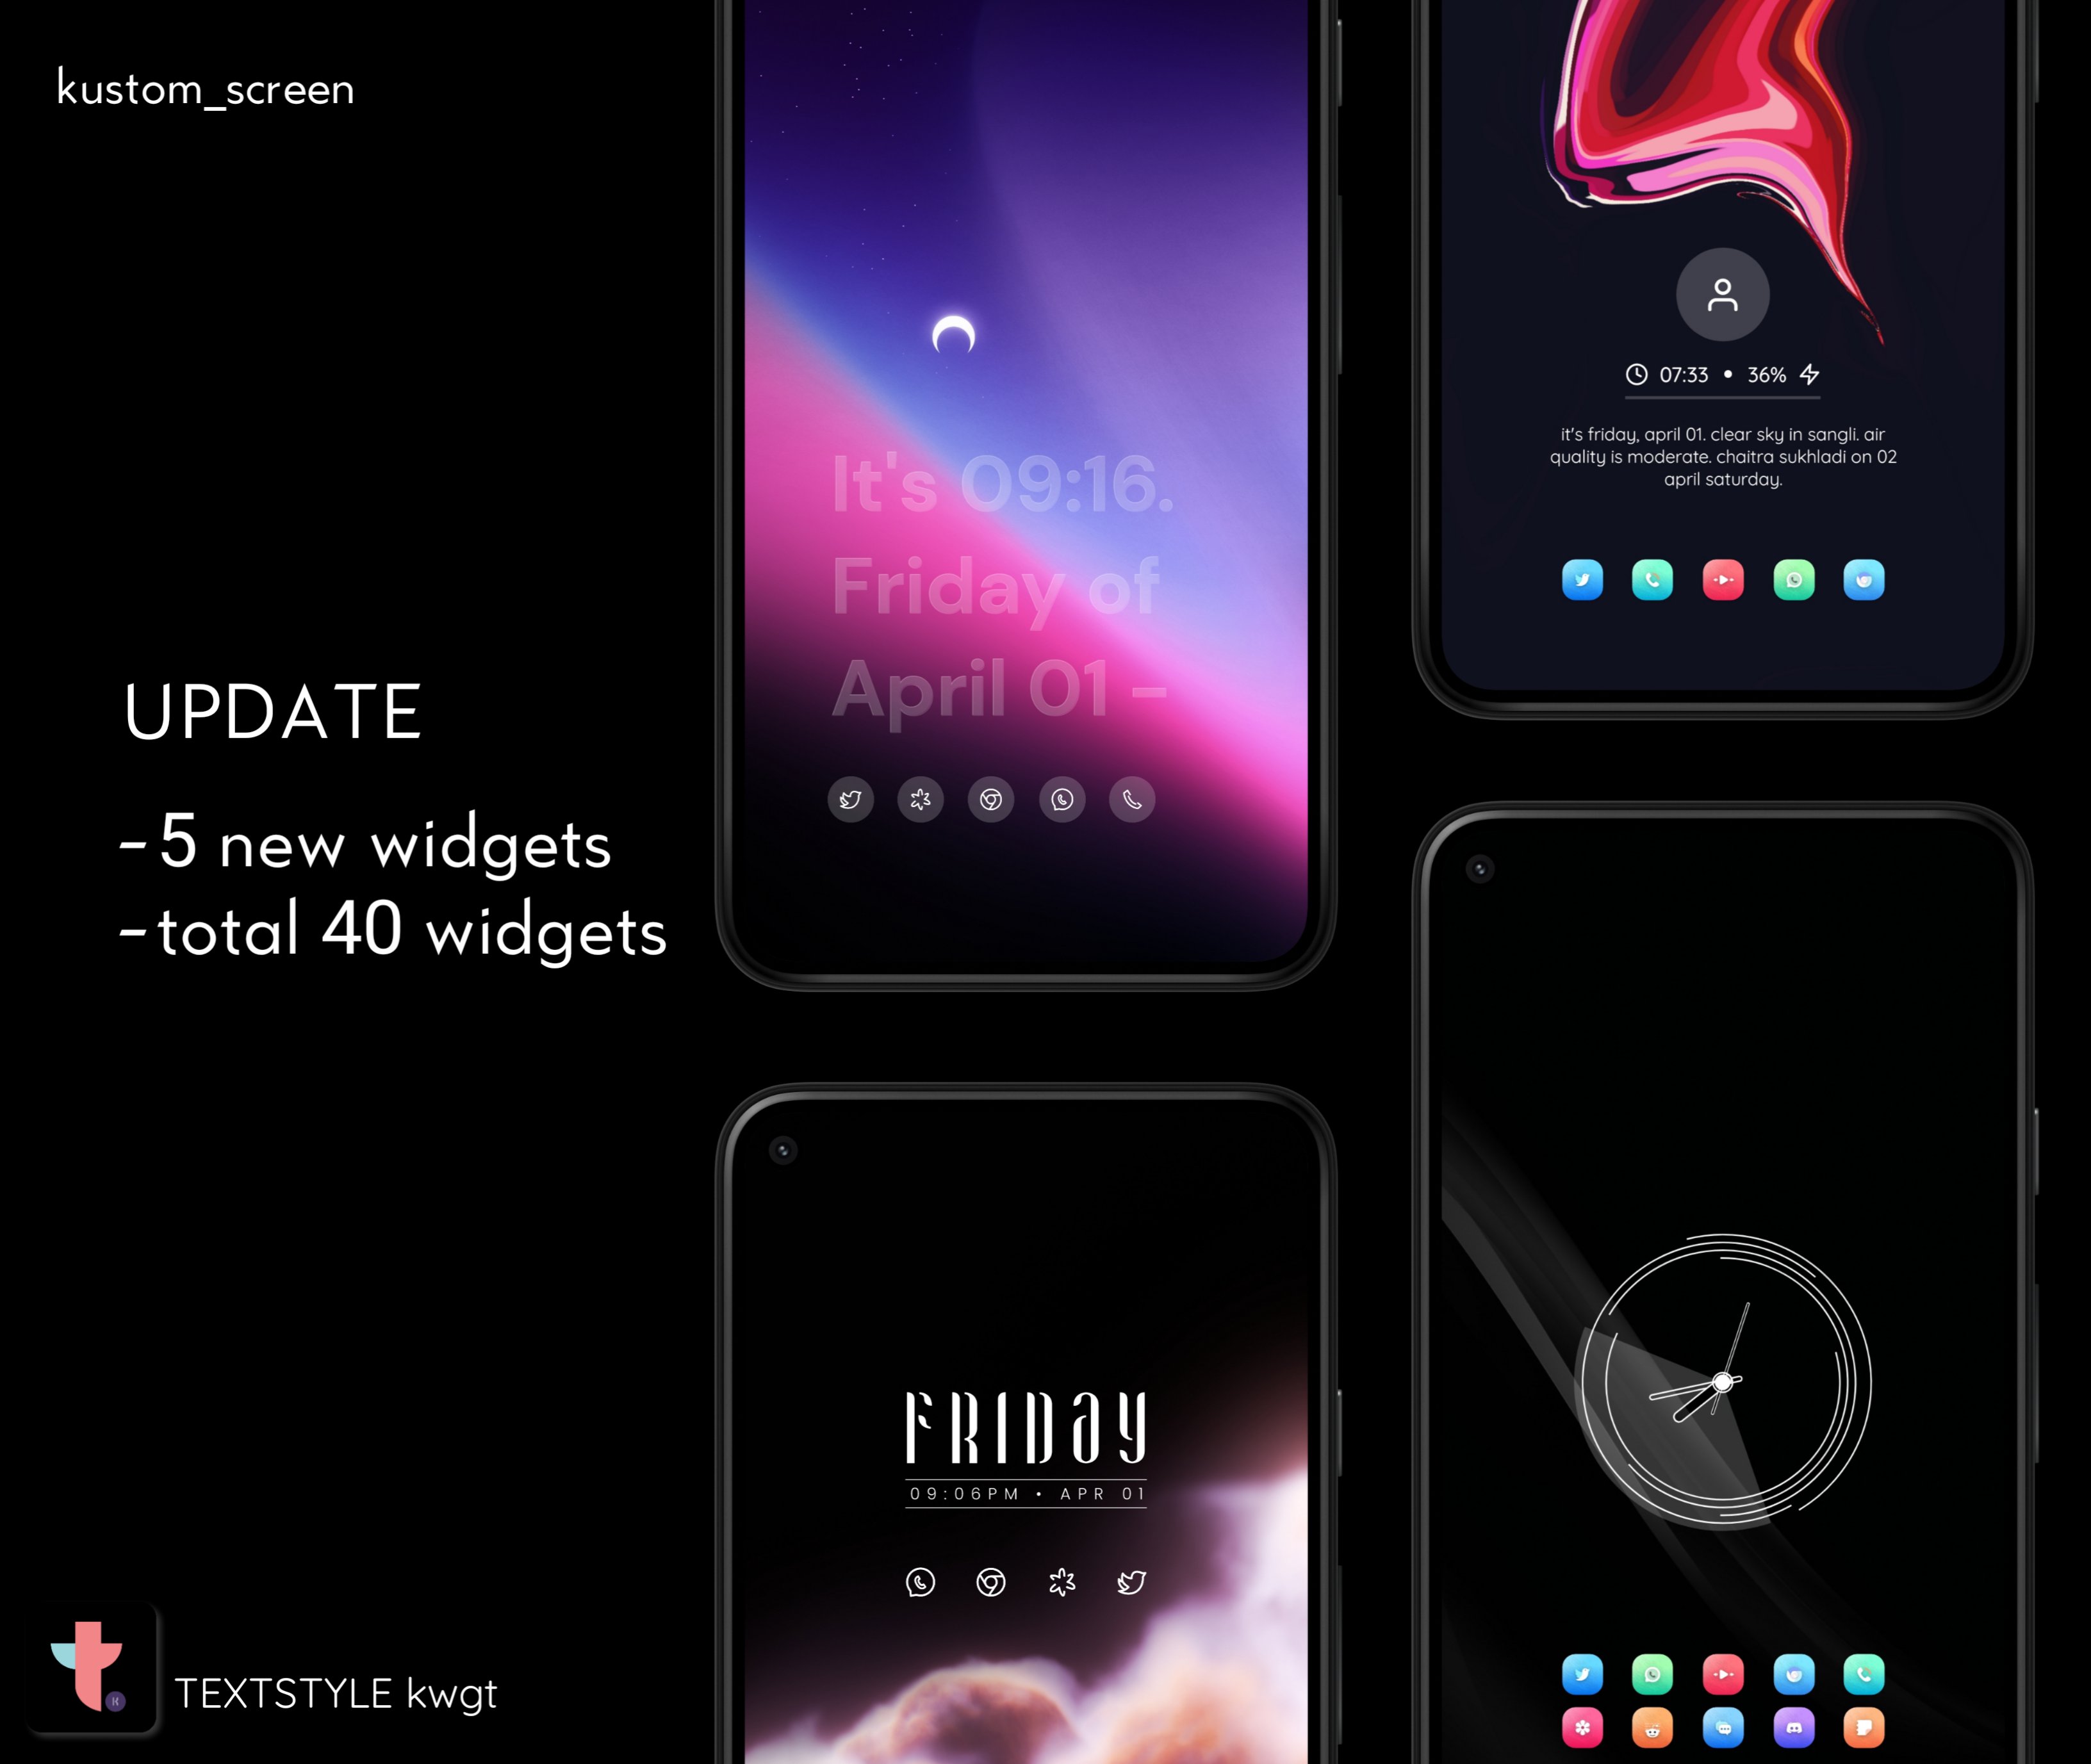 kustom_screen
UPDATE
-5 new widgets
-total 40 widgets
TEXTSTYLE kwgt
It's 09:16.
Friday of
April 01 –
07:33 • 36%
it's friday, april 01. clear sky in sangli. air
quality is moderate. chaitra sukhladi on 02
april saturday.
FRIDAY
09:06PM • APR 01
t
K